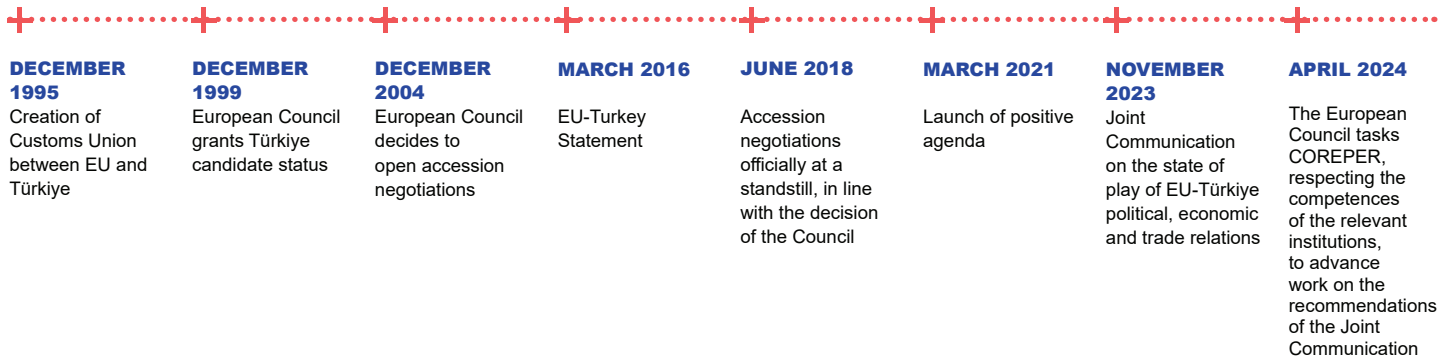 DECEMBER
1995
Creation of
Customs Union
between EU and
Türkiye
DECEMBER
1999
European Council
grants Türkiye
candidate status
DECEMBER
2004
European Council
decides to
open accession
negotiations
MARCH 2016
EU-Turkey
Statement
JUNE 2018
Accession
negotiations
officially at a
standstill, in line
with the decision
of the Council
MARCH 2021
Launch of positive
agenda
NOVEMBER
2023
Joint
Communication
on the state of
play of EU-Türkiye
political, economic
and trade relations
APRIL 2024
The European
Council tasks
COREPER,
respecting the
competences
of the relevant
institutions,
to advance
work on the
recommendations
of the Joint
Communication